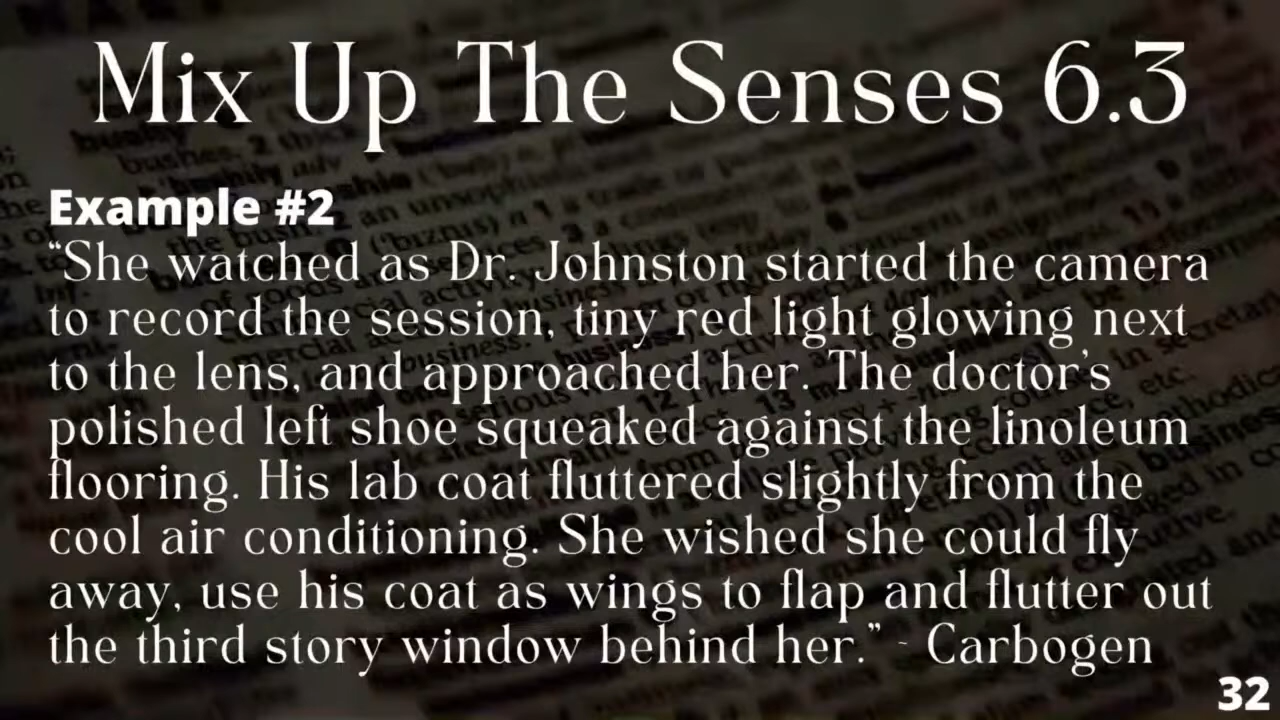 Mix Up The Senses 6.3
Example #2
“She watched as Dr. Johnston started the camera
to record the session, tiny red light glowing next
to the lens, and approached her. The doctor’s
polished left shoe squeaked against the linoleum
flooring. His lab coat fluttered slightly from the
cool air conditioning. She wished she could fly
away, use his coat as wings to flap and flutter out
the third story window behind her.” - Carbogen
32